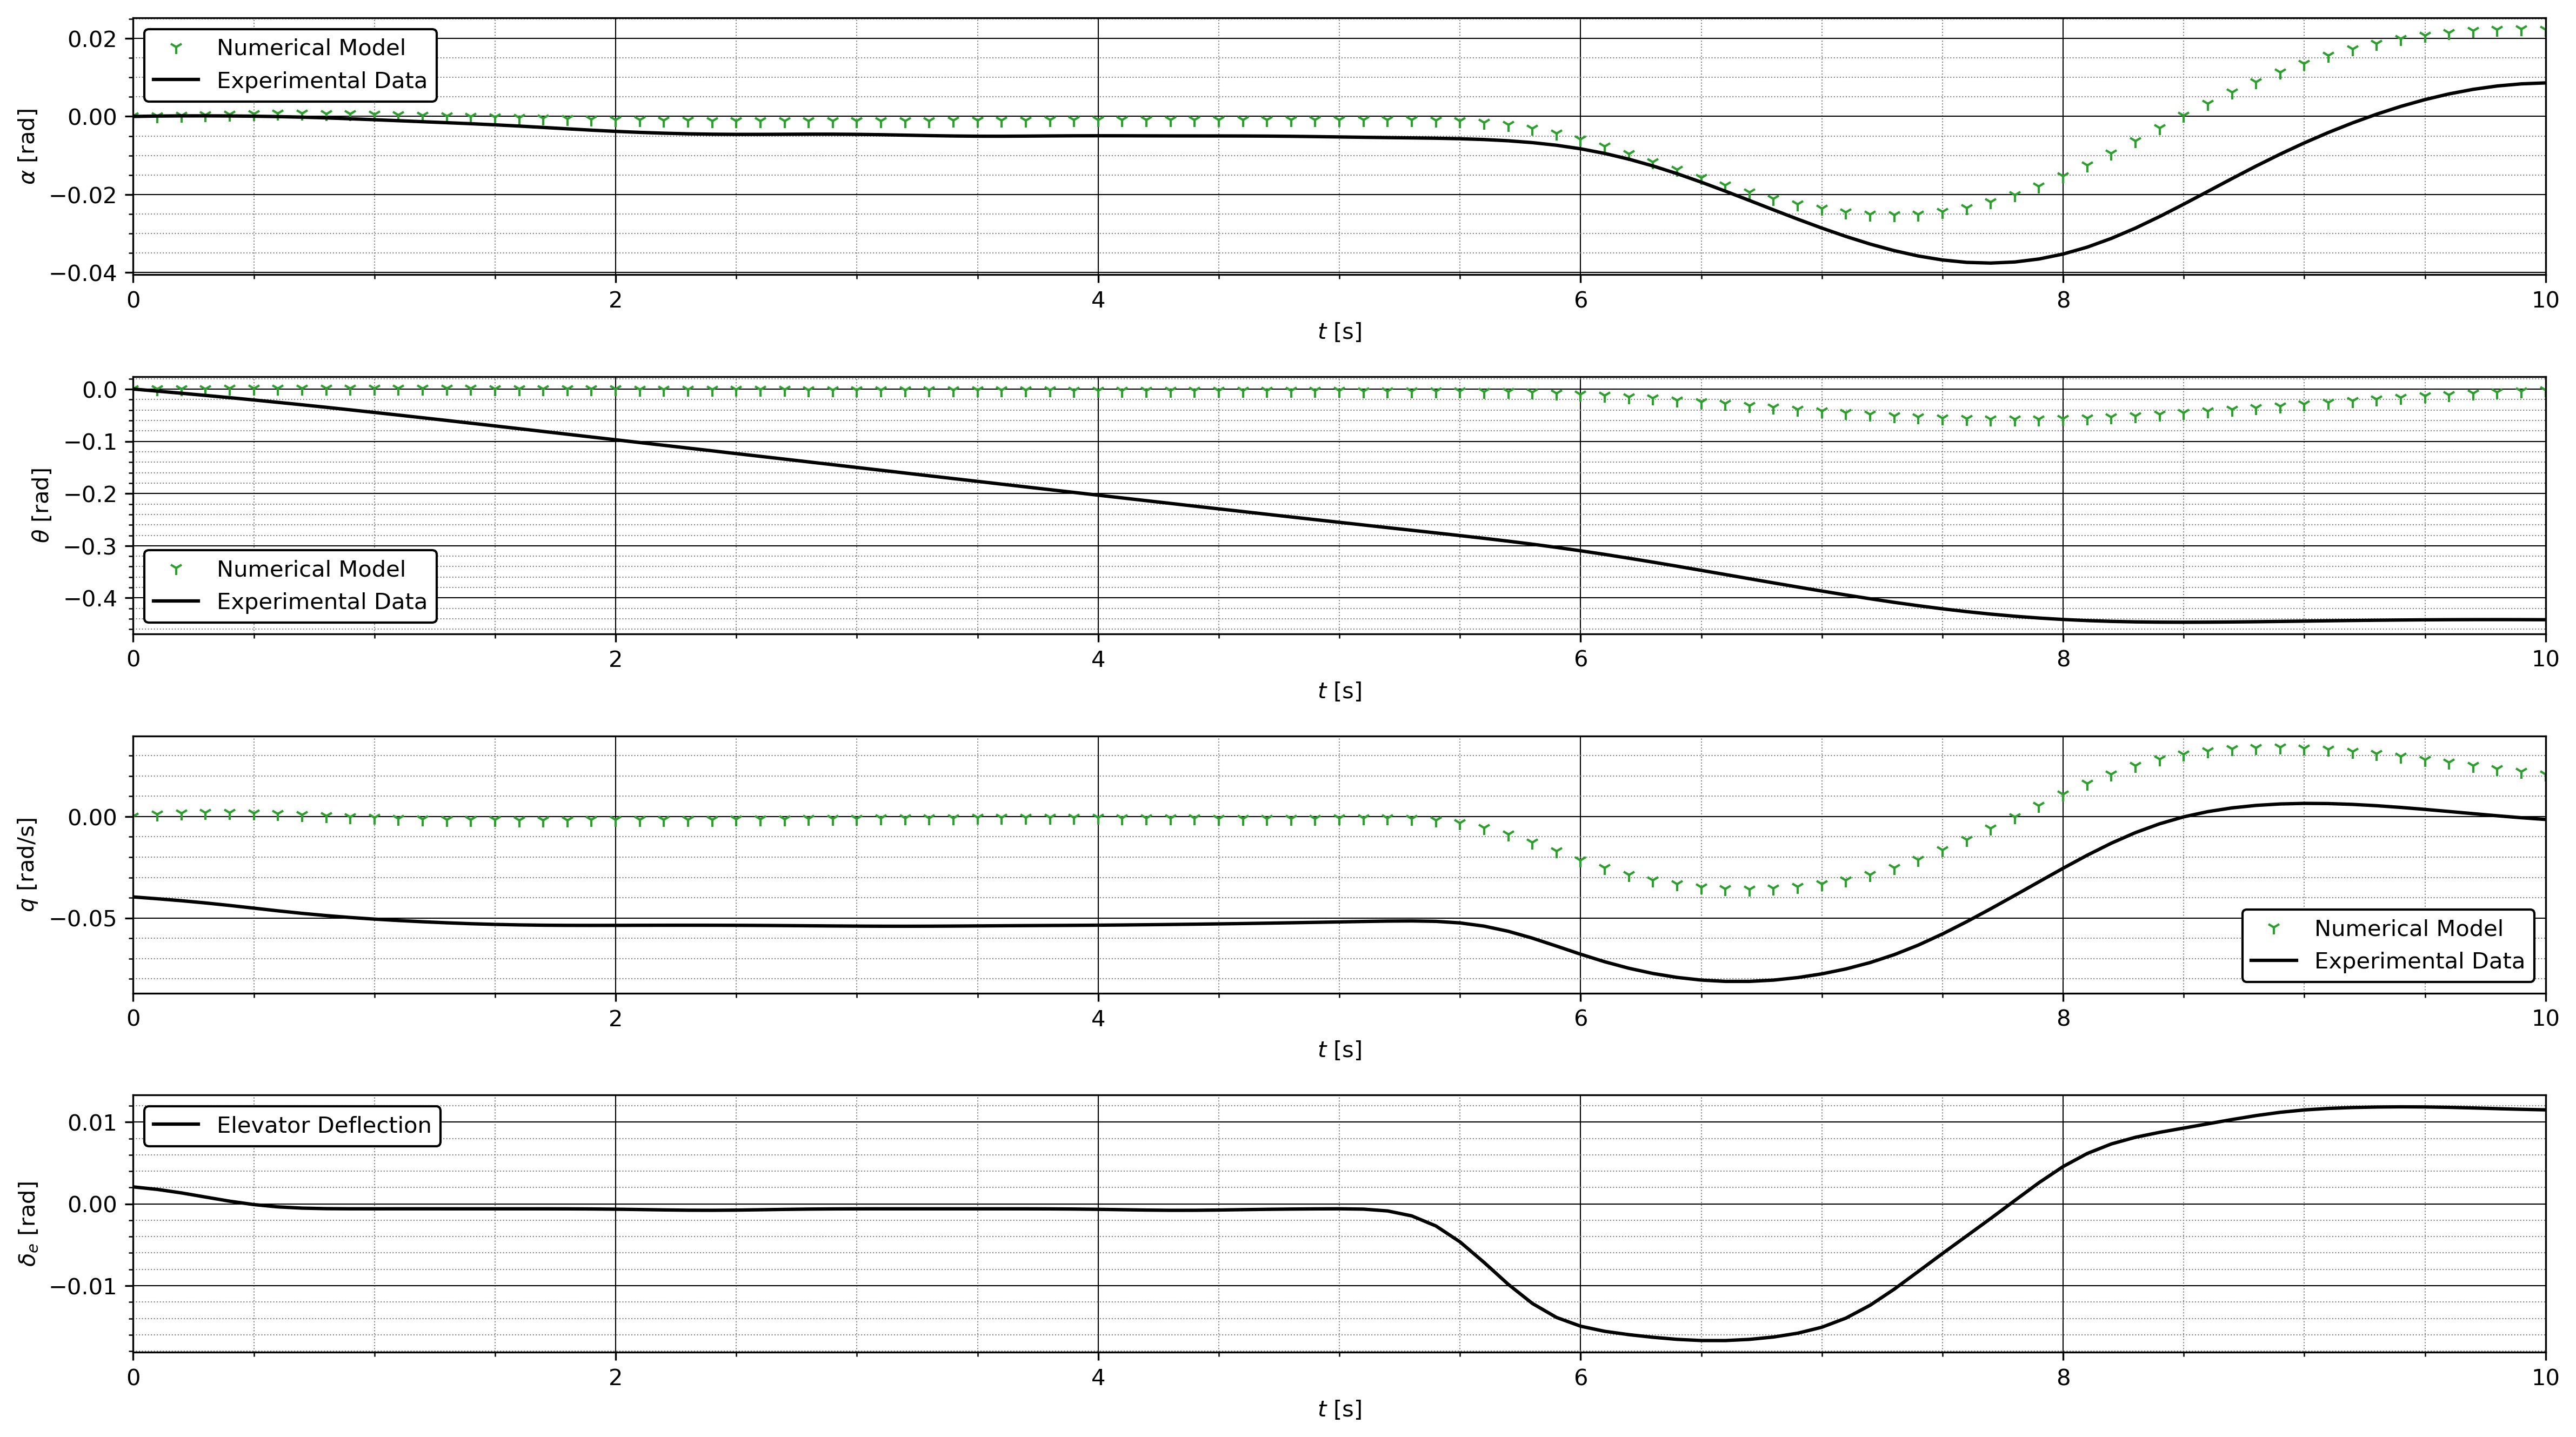 0.02
0.00
−0.02
−0.04
α [rad]
Numerical Model
Experimental Data
0 2 4 6 8 10
t [s]
0.0
−0.1
−0.2
−0.3
−0.4
θ [rad]
Numerical Model
Experimental Data
0 2 4 6 8 10
t [s]
0.00
−0.05
q [rad/s]
Numerical Model
Experimental Data
0 2 4 6 8 10
t [s]
0.01
0.00
−0.01
δₑ [rad]
Elevator Deflection
0 2 4 6 8 10
t [s]